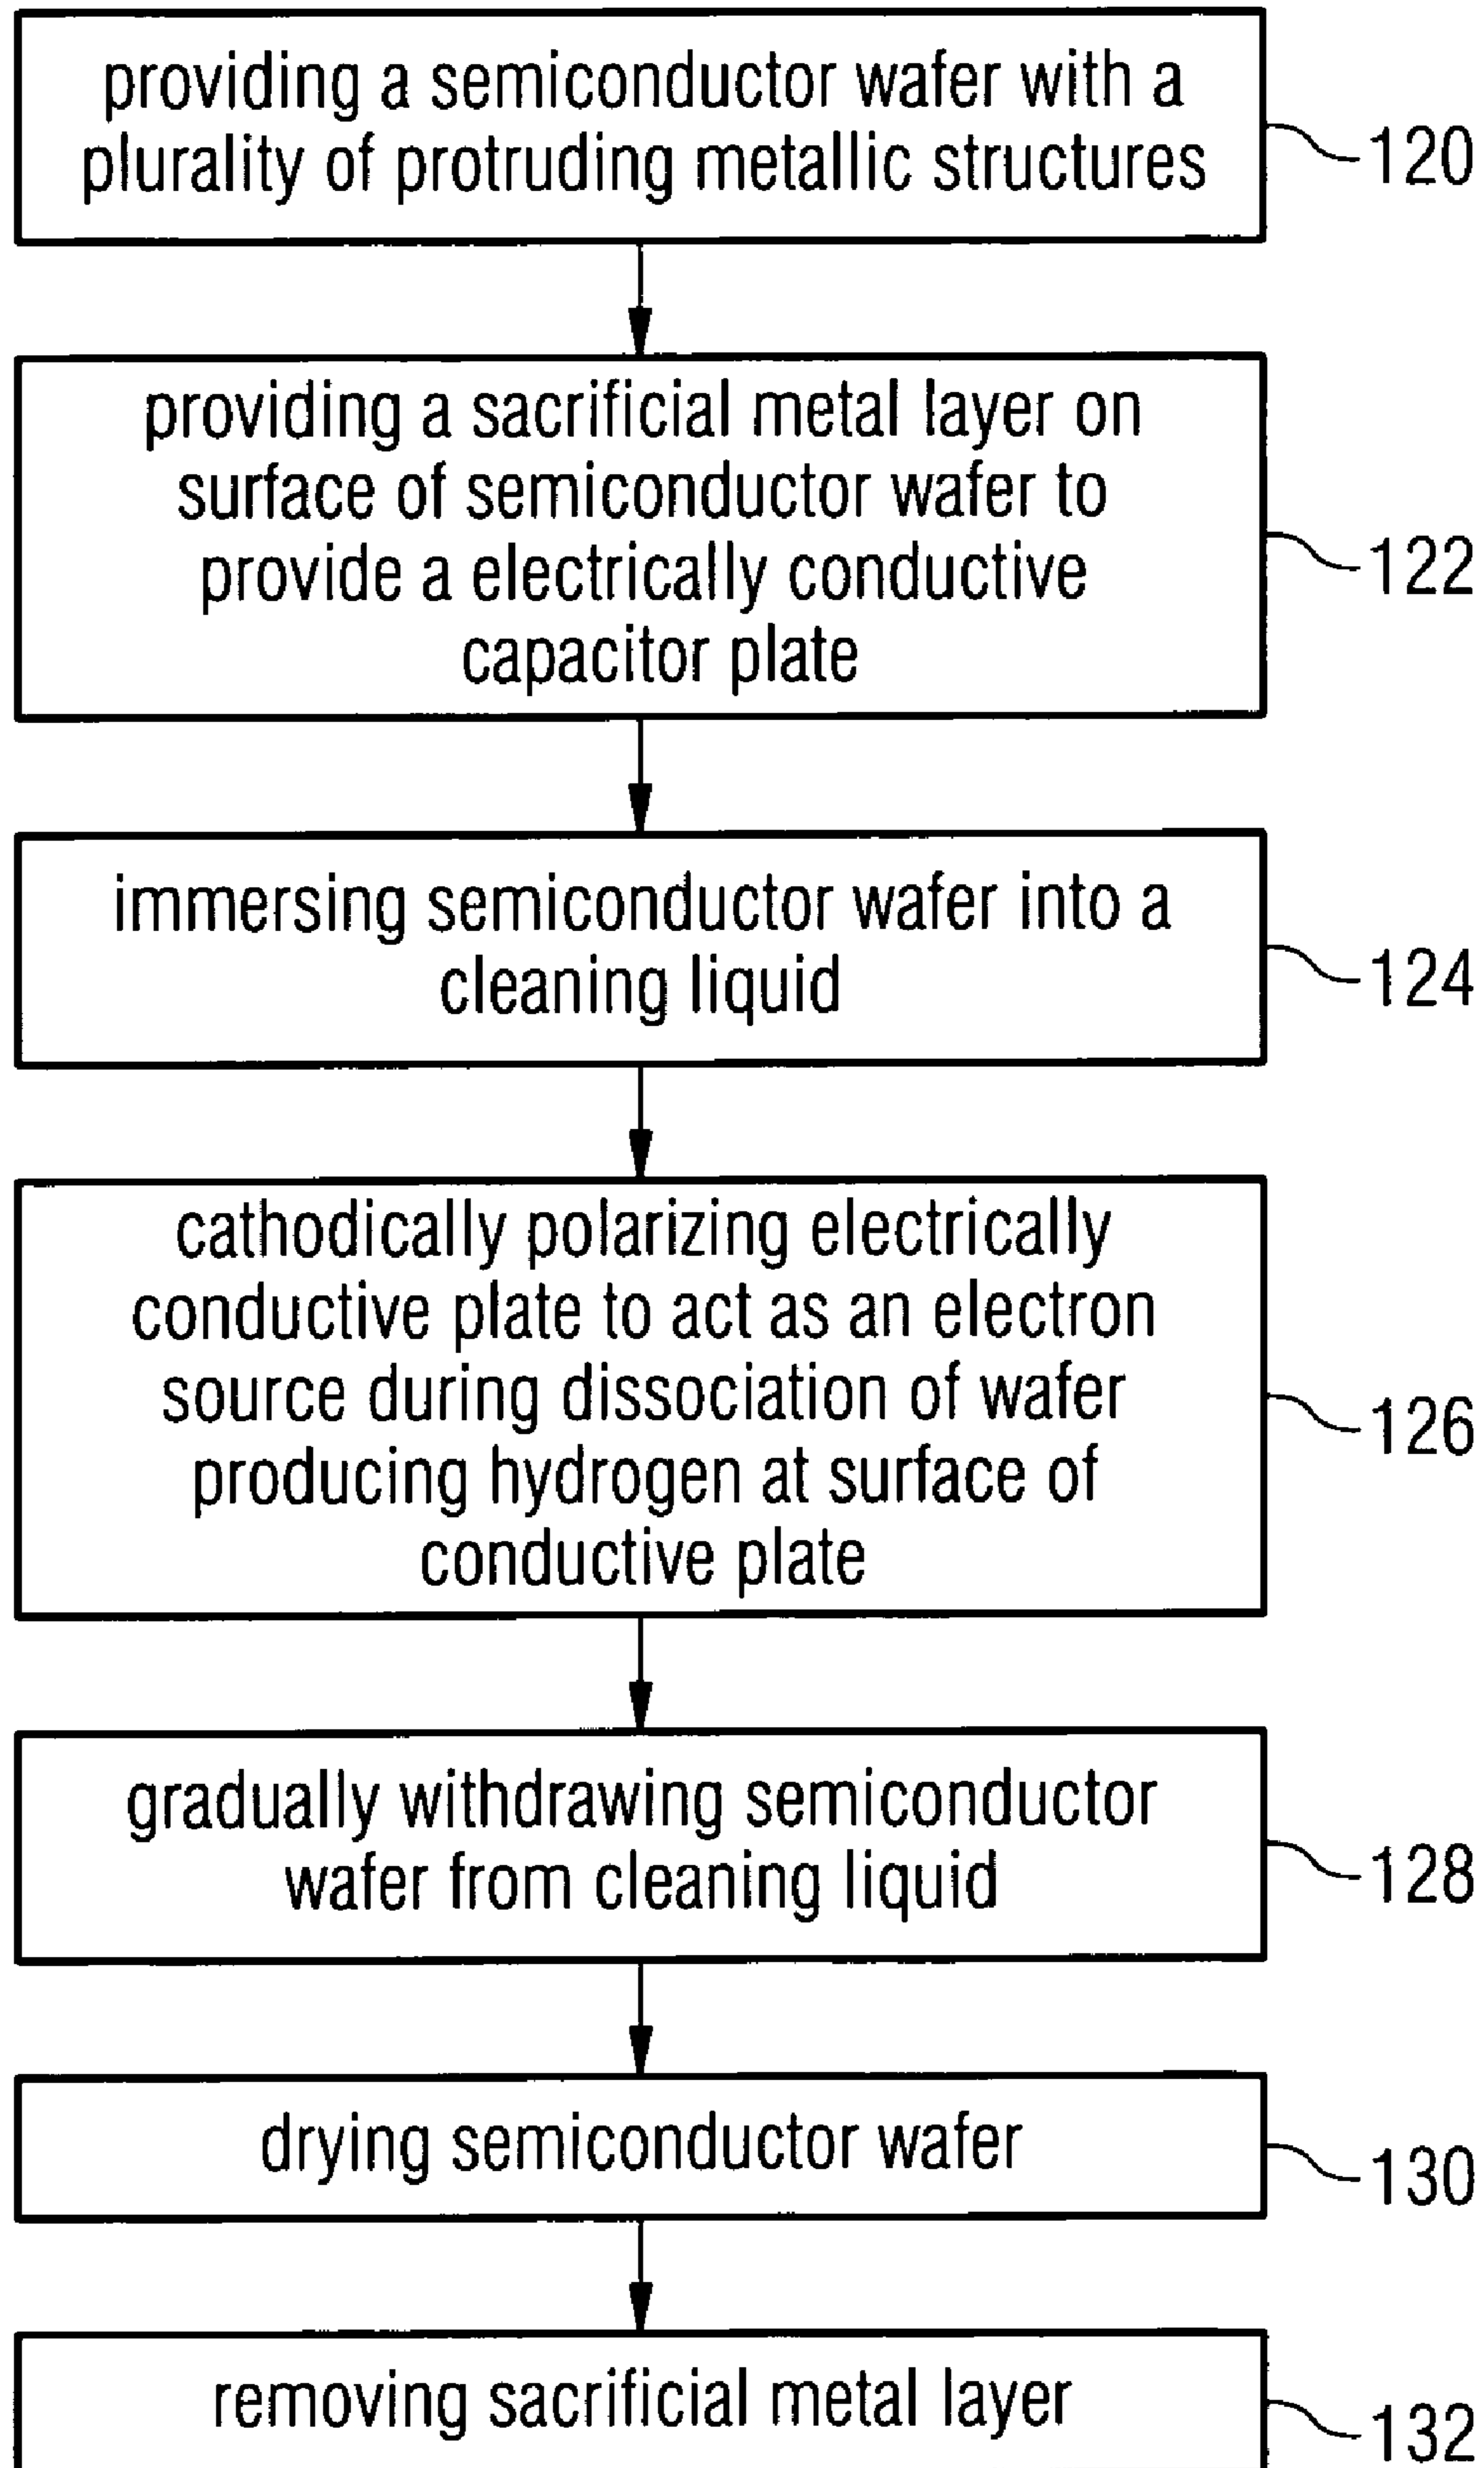 providing a semiconductor wafer with a
plurality of protruding metallic structures
120
providing a sacrificial metal layer on
surface of semiconductor wafer to
provide a electrically conductive
capacitor plate
122
immersing semiconductor wafer into a
cleaning liquid
124
cathodically polarizing electrically
conductive plate to act as an electron
source during dissociation of wafer
producing hydrogen at surface of
conductive plate
126
gradually withdrawing semiconductor
wafer from cleaning liquid
128
drying semiconductor wafer
130
removing sacrificial metal layer
132